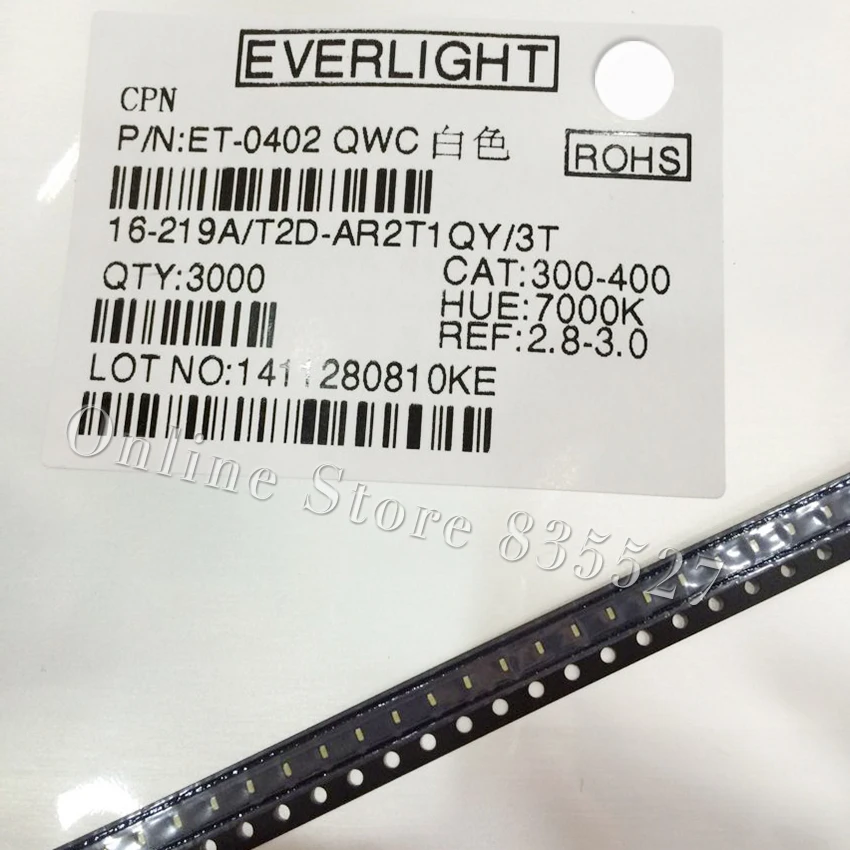 EVERLIGHT
CPN
P/N:ET-0402 QWC 白色
ROHS
16-219A/T2D-AR2T1QY/3T
QTY:3000
CAT:300-400
HUE:7000K
REF:2.8-3.0
LOT NO:1411280810KE
Online Store 835527